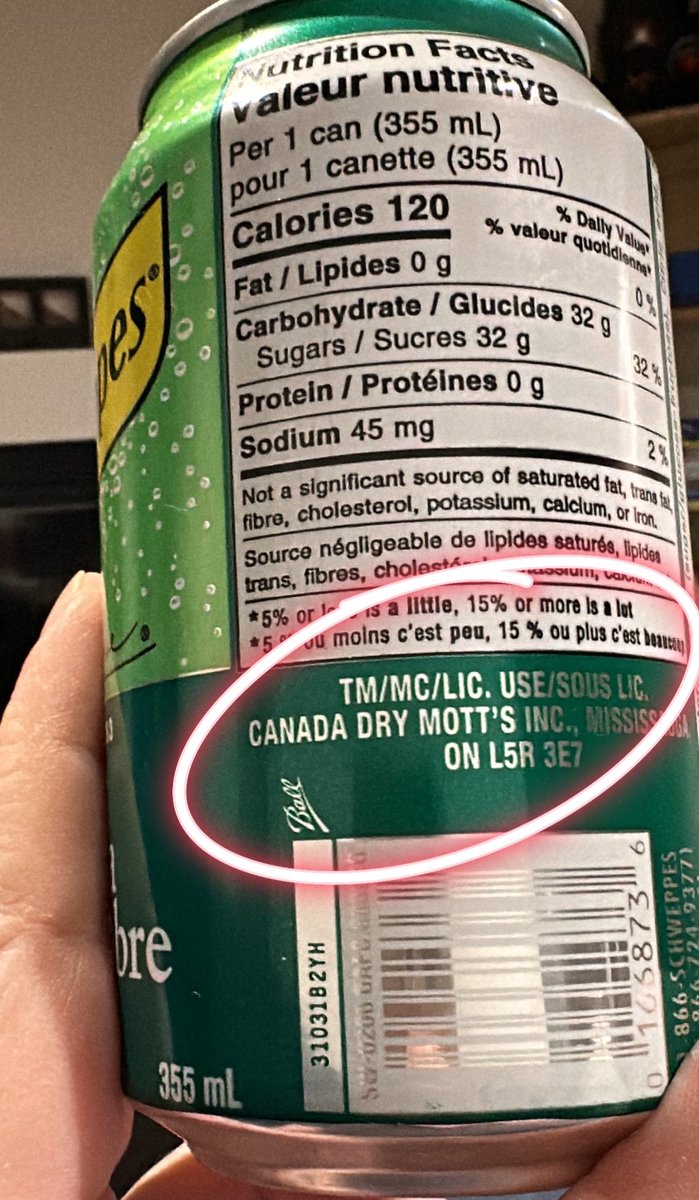 Nutrition Facts
Valeur nutritive
Per 1 can (355 mL)
pour 1 canette (355 mL)
Calories 120
% Daily Value*
% valeur quotidienne*
Fat / Lipides 0 g
0 %
Carbohydrate / Glucides 32 g
Sugars / Sucres 32 g
32 %
Protein / Protéines 0 g
Sodium 45 mg
2 %
Not a significant source of saturated fat, trans fat,
fibre, cholesterol, potassium, calcium, or iron.
Source négligeable de lipides saturés, lipides
trans, fibres,
*5% or is a little, 15% or more is a lot
ou moins c'est peu, 15 % ou plus c'est beaucoup
TM/MC/LIC. USE/SOUS LIC.
CANADA DRY MOTT'S INC., MISSISSAUGA
ON L5R 3E7
Ball
pes®
bre
355 mL
31031B2YH
6
1-866-SCHWEPPES